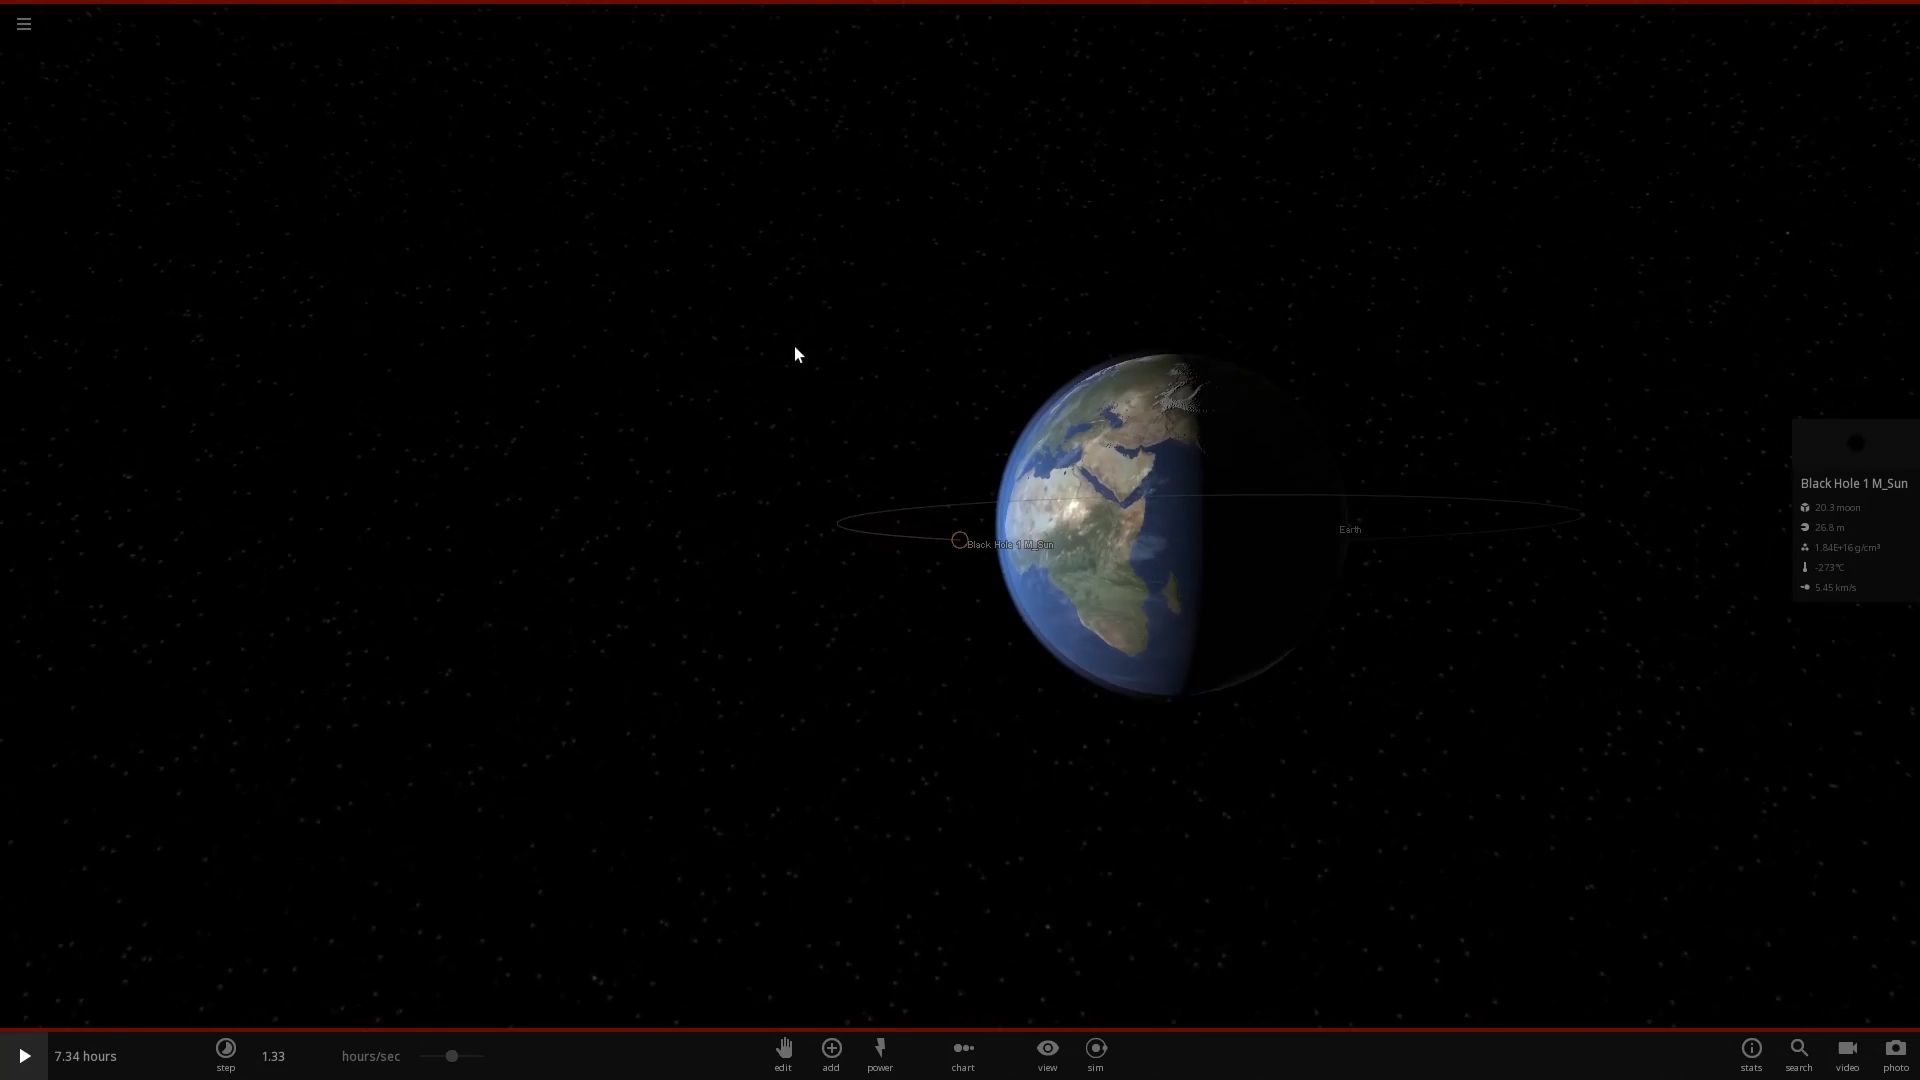 Earth
Black Hole 1 M_Sun
Black Hole 1 M_Sun
20.3 moon
26.8 m
1.84E+16 g/cm³
-273°C
5.45 km/s
7.34 hours
step
1.33
hours/sec
edit
add
power
chart
view
sim
stats
search
video
photo